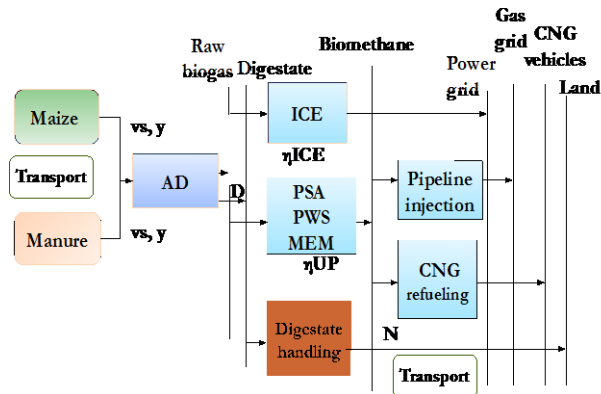 Gas
grid
CNG
vehicles
Biomethane
Raw
biogas
Digestate
Power
grid
Land
Maize
vs, y
ICE
ηICE
Transport
AD
D
PSA
PWS
MEM
ηUP
Pipeline
injection
Manure
vs, y
CNG
refueling
Digestate
handling
N
Transport